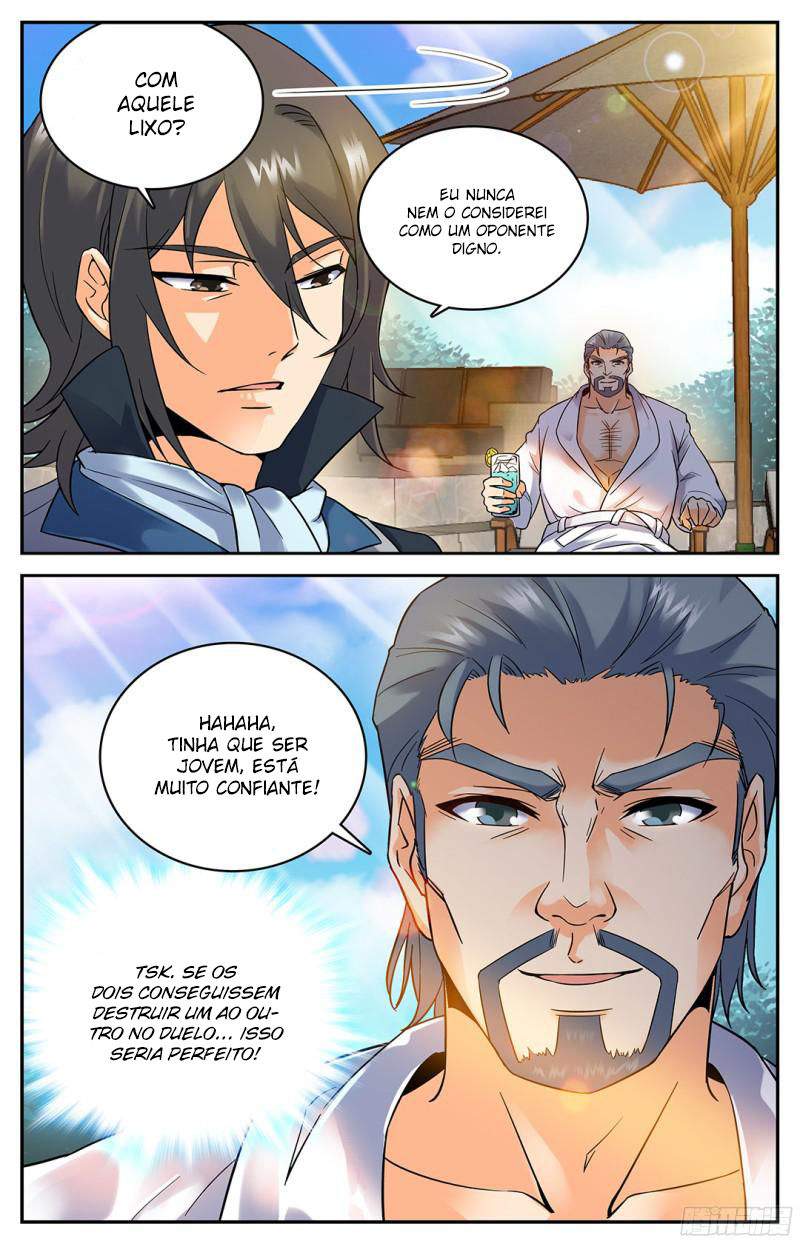 COM
AQUELE
LIXO?
EU NUNCA
NEM O CONSIDEREI
COMO UM OPONENTE
DIGNO.
HAHAHA,
TINHA QUE SER
JOVEM, ESTÁ
MUITO CONFIANTE!
TSK. SE OS
DOIS CONSEGUISSEM
DESTRUIR UM AO OU-
TRO NO DUELO... ISSO
SERIA PERFEITO!